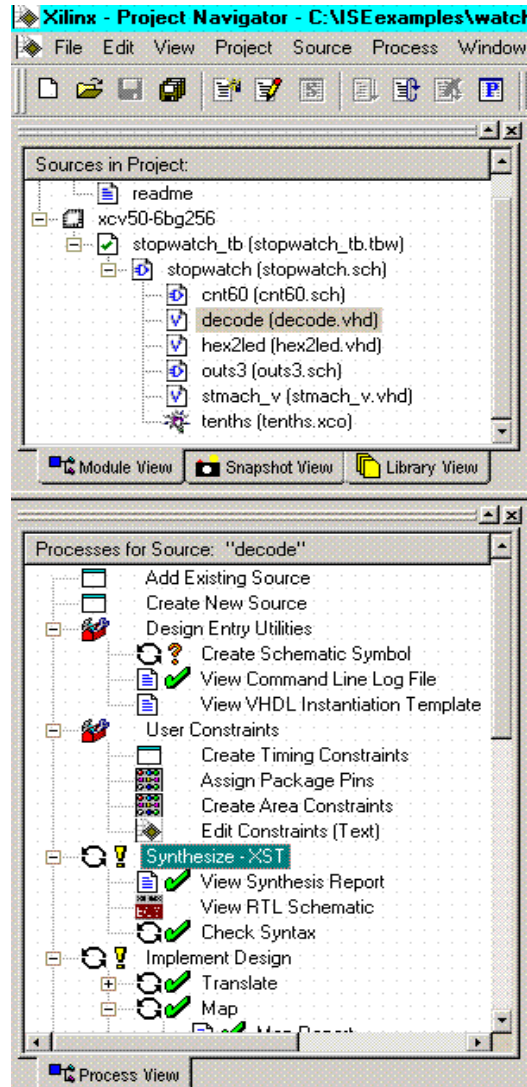 Xilinx - Project Navigator - C:\ISEexamples\watch
File Edit View Project Source Process Window
Sources in Project:
readme
xcv50-6bg256
stopwatch_tb (stopwatch_tb.tbw)
stopwatch (stopwatch.sch)
cnt60 (cnt60.sch)
decode (decode.vhd)
hex2led (hex2led.vhd)
outs3 (outs3.sch)
stmach_v (stmach_v.vhd)
tenths (tenths.xco)
Module View Snapshot View Library View
Processes for Source: "decode"
Add Existing Source
Create New Source
Design Entry Utilities
Create Schematic Symbol
View Command Line Log File
View VHDL Instantiation Template
User Constraints
Create Timing Constraints
Assign Package Pins
Create Area Constraints
Edit Constraints (Text)
Synthesize - XST
View Synthesis Report
View RTL Schematic
Check Syntax
Implement Design
Translate
Map
Map Report
Process View